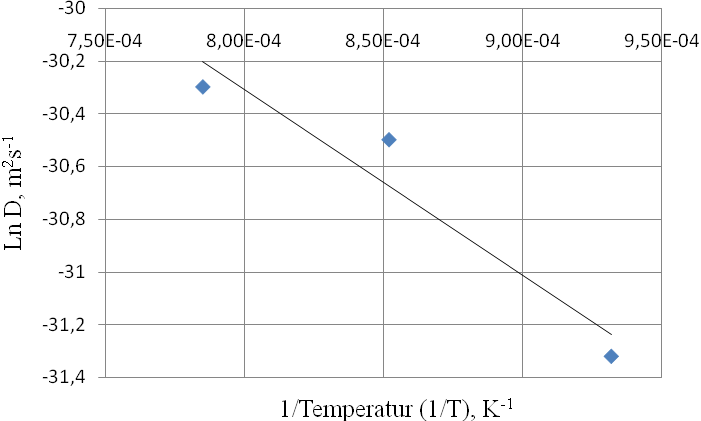 -30
7,50E-04 8,00E-04 8,50E-04 9,00E-04 9,50E-04
-30,2
-30,4
-30,6
-30,8
-31
-31,2
-31,4
Ln D, m²s⁻¹
1/Temperatur (1/T), K⁻¹